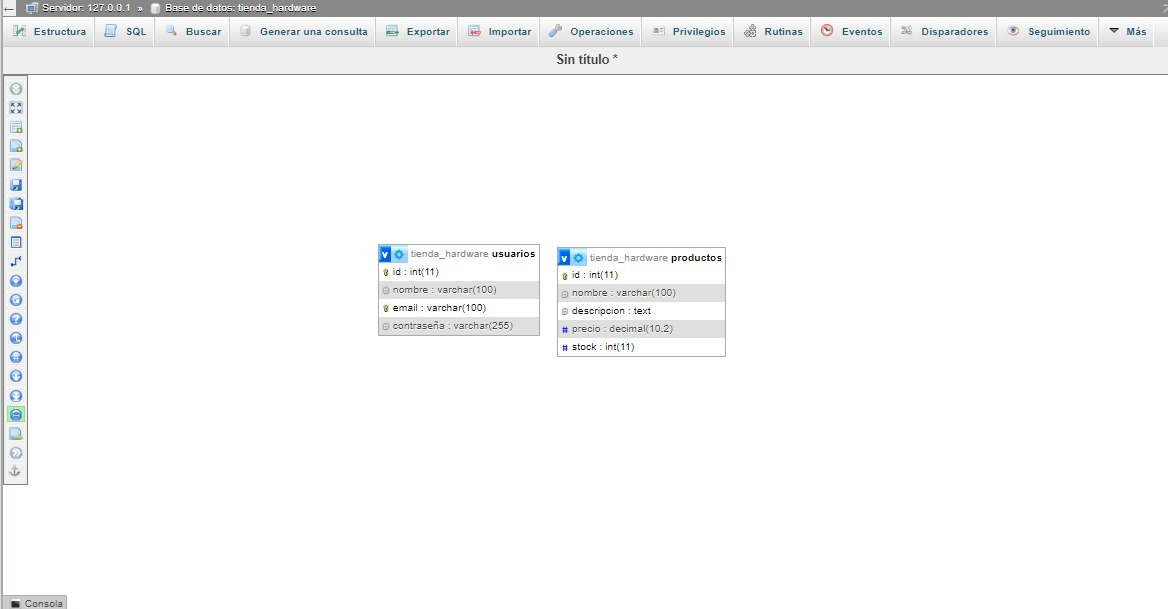 Servidor: 127.0.0.1 » Base de datos: tienda_hardware
Estructura SQL Buscar Generar una consulta Exportar Importar Operaciones Privilegios Rutinas Eventos Disparadores Seguimiento Más
Sin título *
v tienda_hardware usuarios
id : int(11)
nombre : varchar(100)
email : varchar(100)
contraseña : varchar(255)
v tienda_hardware productos
id : int(11)
nombre : varchar(100)
descripcion : text
# precio : decimal(10,2)
# stock : int(11)
Consola